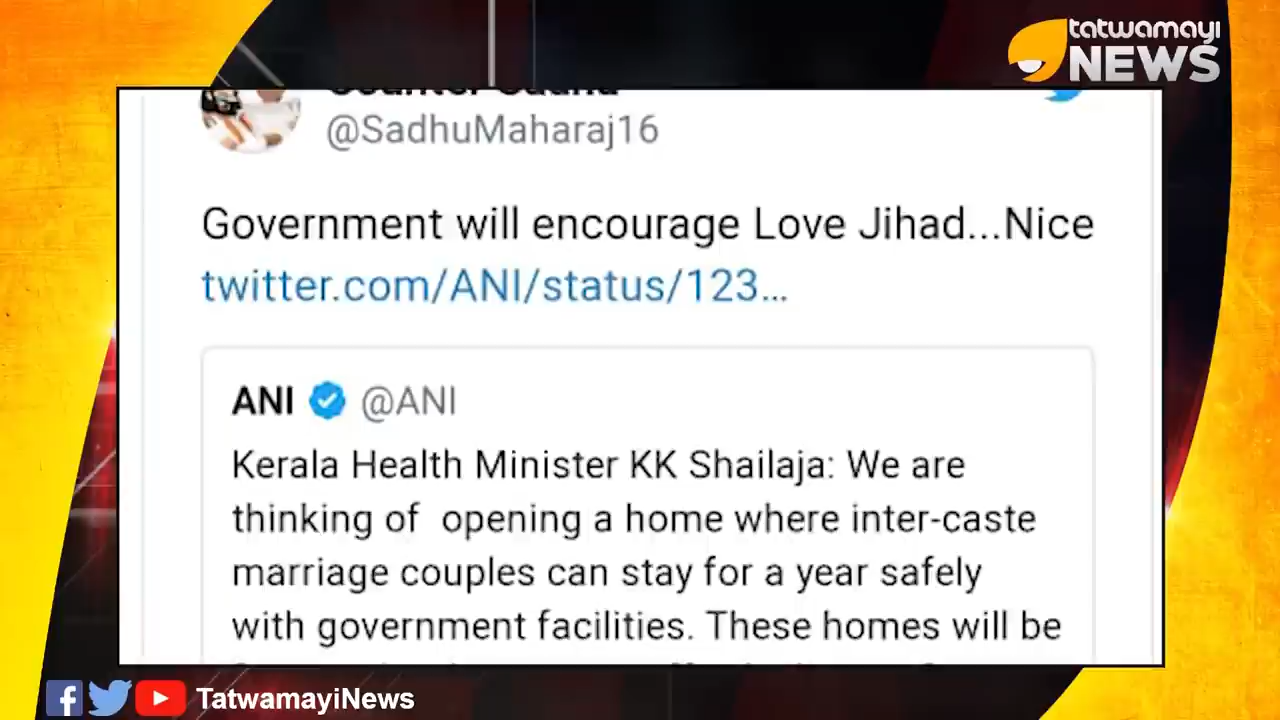 tatwamayi
NEWS
@SadhuMaharaj16
Government will encourage Love Jihad...Nice
twitter.com/ANI/status/123...
ANI @ANI
Kerala Health Minister KK Shailaja: We are
thinking of opening a home where inter-caste
marriage couples can stay for a year safely
with government facilities. These homes will be
TatwamayiNews